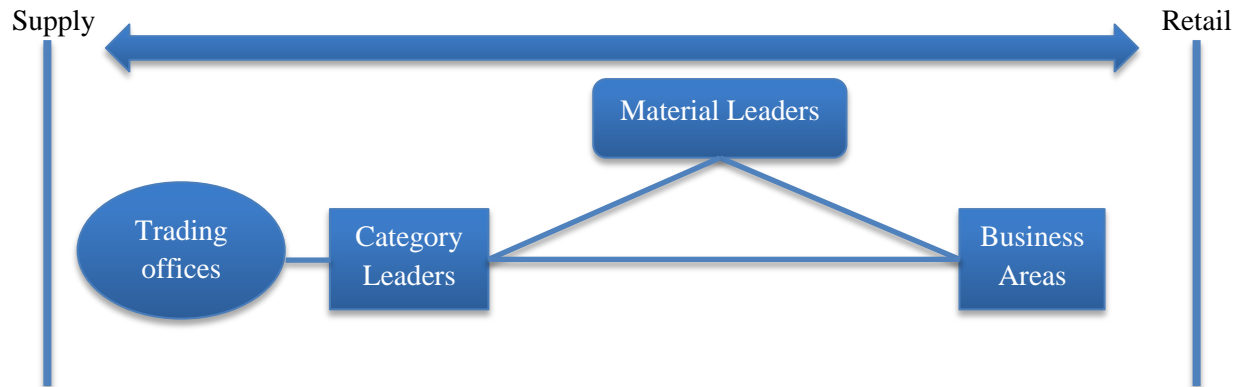 Supply
Retail
Material Leaders
Trading
offices
Category
Leaders
Business
Areas